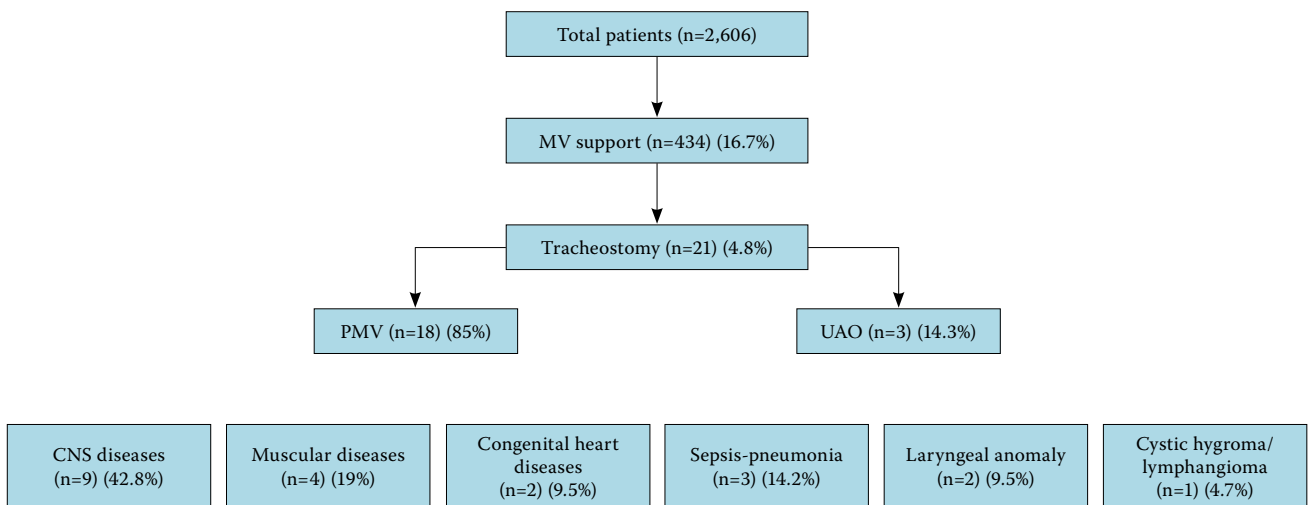 Total patients (n=2,606)
MV support (n=434) (16.7%)
Tracheostomy (n=21) (4.8%)
PMV (n=18) (85%)
UAO (n=3) (14.3%)
CNS diseases
(n=9) (42.8%)
Muscular diseases
(n=4) (19%)
Congenital heart
diseases
(n=2) (9.5%)
Sepsis-pneumonia
(n=3) (14.2%)
Laryngeal anomaly
(n=2) (9.5%)
Cystic hygroma/
lymphangioma
(n=1) (4.7%)